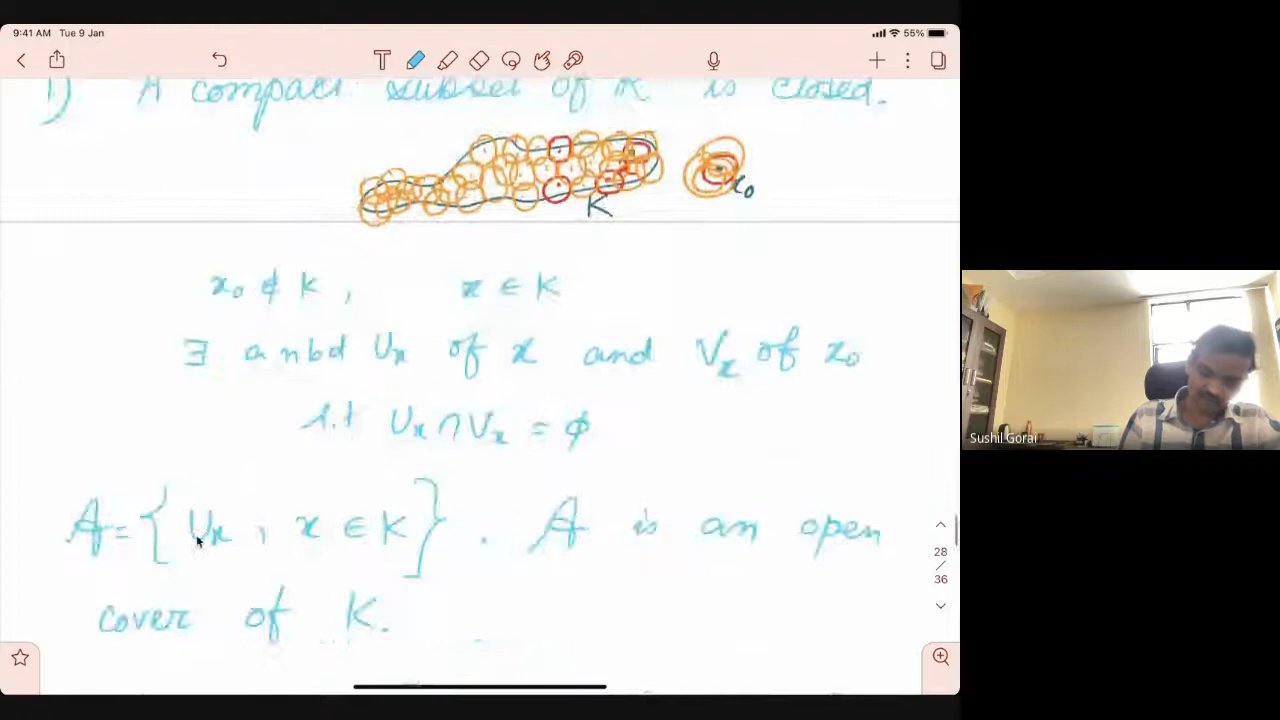 9:41 AM Tue 9 Jan
55%
1) A compact subset of X is closed.
x₀
K
x₀ ∉ K , x ∈ K
∃ a nbd Uₓ of x and Vₓ of x₀
s.t Uₓ ∩ Vₓ = ϕ
A = { Uₓ , x ∈ K } . A is an open
cover of K.
28
/
36
Sushil Gorai